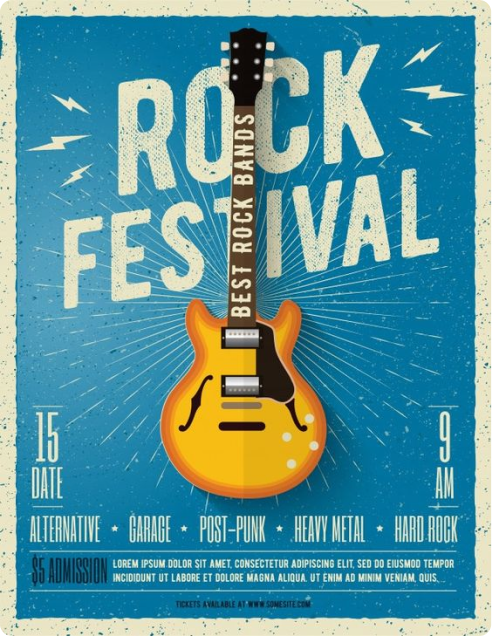 ROCK
FESTIVAL
BEST ROCK BANDS
15
DATE
9
AM
ALTERNATIVE ★ GARAGE ★ POST-PUNK ★ HEAVY METAL ★ HARD ROCK
$5 ADMISSION
LOREM IPSUM DOLOR SIT AMET, CONSECTETUR ADIPISCING ELIT, SED DO EIUSMOD TEMPOR
INCIDIDUNT UT LABORE ET DOLORE MAGNA ALIQUA. UT ENIM AD MINIM VENIAM, QUIS.
TICKETS AVAILABLE AT WWW.SOMESITE.COM